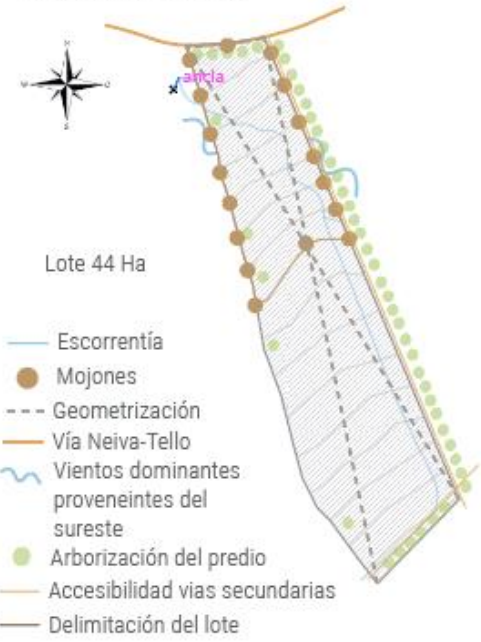 ancla
Lote 44 Ha
Escorrentía
Mojones
Geometrización
Vía Neiva-Tello
Vientos dominantes
proveneintes del
sureste
Arborización del predio
Accesibilidad vias secundarias
Delimitación del lote